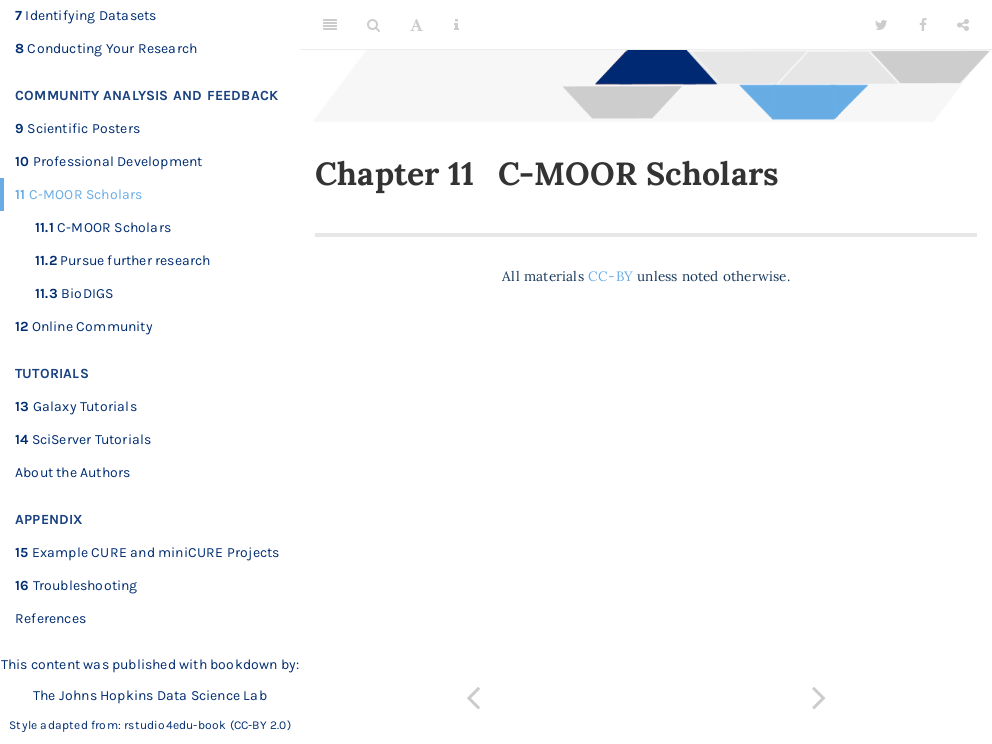 7 Identifying Datasets
8 Conducting Your Research
COMMUNITY ANALYSIS AND FEEDBACK
9 Scientific Posters
10 Professional Development
11 C-MOOR Scholars
11.1 C-MOOR Scholars
11.2 Pursue further research
11.3 BioDIGS
12 Online Community
TUTORIALS
13 Galaxy Tutorials
14 SciServer Tutorials
About the Authors
APPENDIX
15 Example CURE and miniCURE Projects
16 Troubleshooting
References
This content was published with bookdown by:
The Johns Hopkins Data Science Lab
Style adapted from: rstudio4edu-book (CC-BY 2.0)
Chapter 11 C-MOOR Scholars
All materials CC-BY unless noted otherwise.